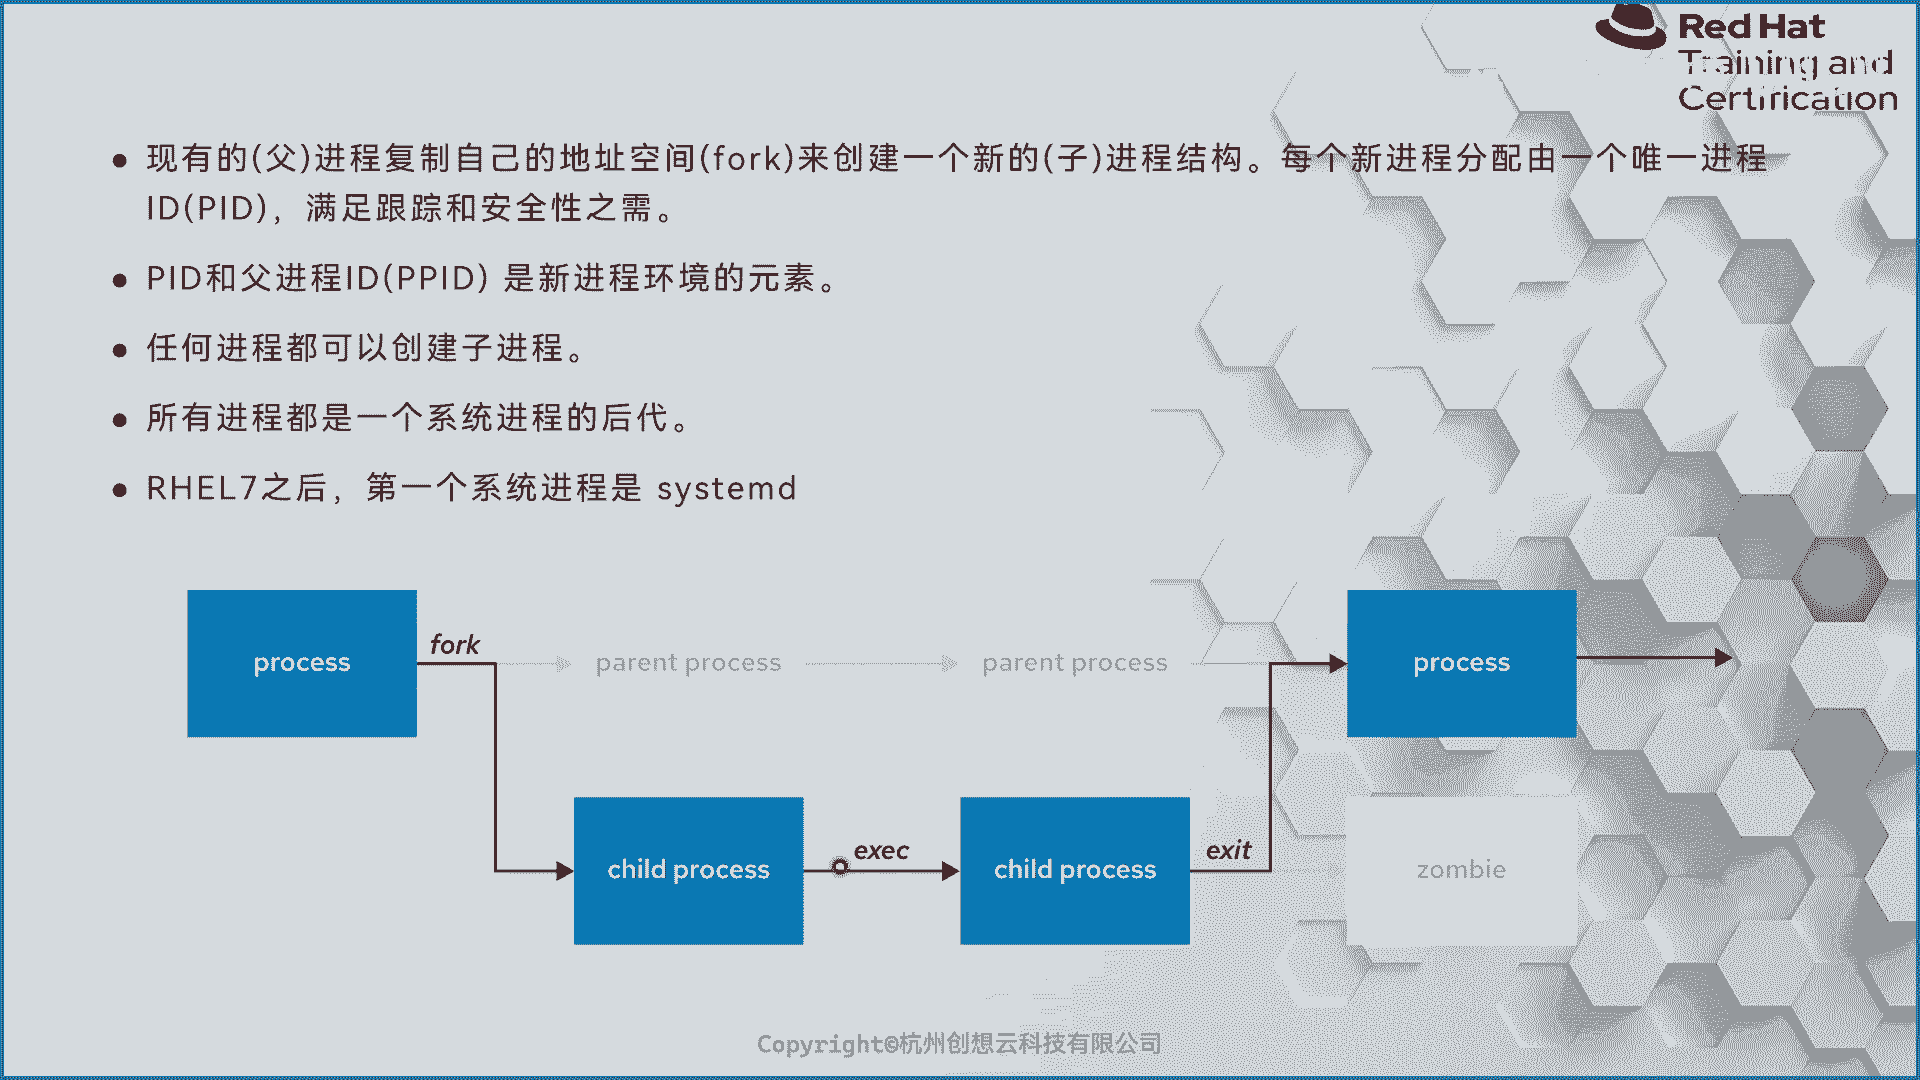 Red Hat
Training and
Certification
● 现有的(父)进程复制自己的地址空间(fork)来创建一个新的(子)进程结构。每个新进程分配由一个唯一进程
ID(PID)，满足跟踪和安全性之需。
● PID和父进程ID(PPID) 是新进程环境的元素。
● 任何进程都可以创建子进程。
● 所有进程都是一个系统进程的后代。
● RHEL7之后，第一个系统进程是 systemd
fork
process
parent process
parent process
process
exec
exit
child process
child process
zombie
Copyright©杭州创想云科技有限公司